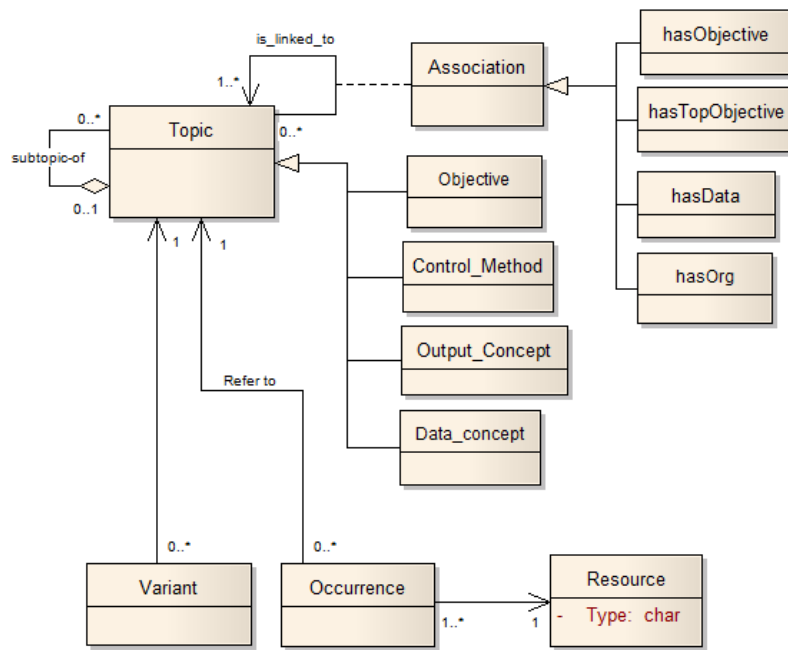 is_linked_to
1..*
0..*
Association
hasObjective
hasTopObjective
hasData
hasOrg
0..*
Topic
subtopic-of
0..1
Objective
Control_Method
Output_Concept
Data_concept
1
1
Refer to
0..*
0..*
Variant
Occurrence
1..*
1
Resource
- Type: char